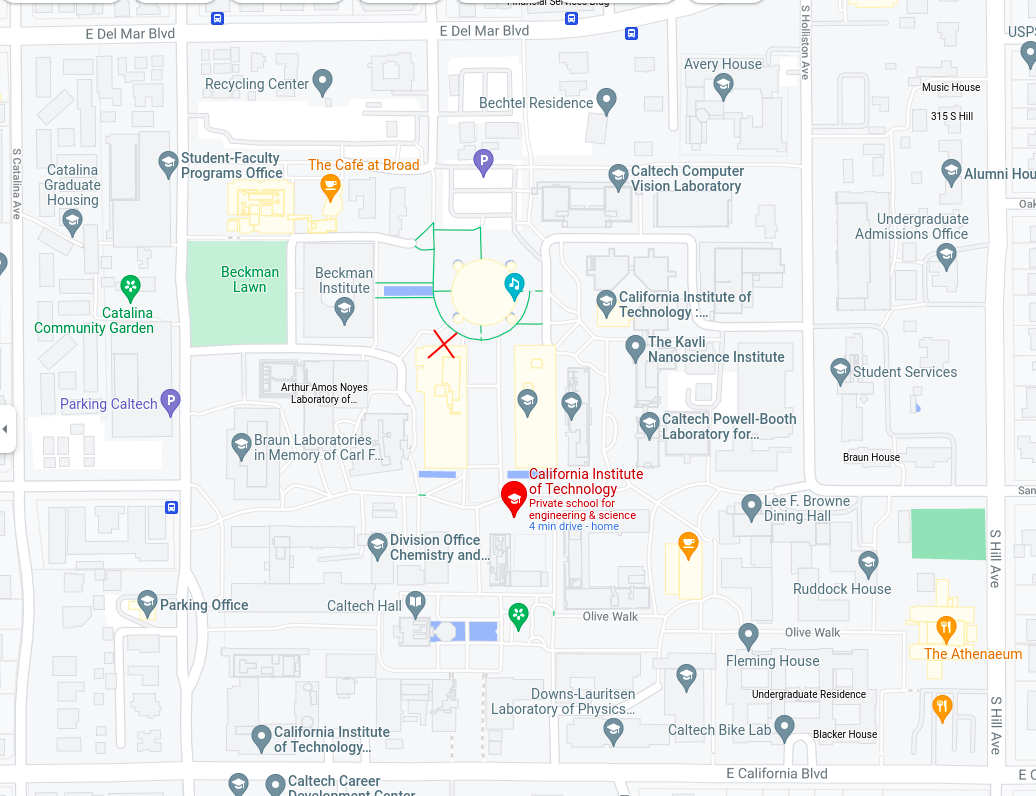 Financial Services Bldg
E Del Mar Blvd
E Del Mar Blvd
S Holliston Ave
USPS
Recycling Center
Avery House
Bechtel Residence
Music House
315 S Hill
P
S Catalina Ave
Catalina
Graduate
Housing
Student-Faculty
Programs Office
The Café at Broad
Caltech Computer
Vision Laboratory
Alumni Hou
Oak
Undergraduate
Admissions Office
Beckman
Lawn
Beckman
Institute
Catalina
Community Garden
California Institute of
Technology :...
The Kavli
Nanoscience Institute
Student Services
Arthur Amos Noyes
Laboratory of...
Parking Caltech
P
Braun Laboratories
in Memory of Carl F...
Caltech Powell-Booth
Laboratory for...
Braun House
California Institute
of Technology
Private school for
engineering & science
4 min drive - home
San
Lee F. Browne
Dining Hall
Division Office
Chemistry and...
S Hill Ave
Ruddock House
Parking Office
Caltech Hall
Olive Walk
Olive Walk
Fleming House
The Athenaeum
Downs-Lauritsen
Laboratory of Physics...
Undergraduate Residence
S Hill Ave
Caltech Bike Lab
Blacker House
California Institute
of Technology...
E California Blvd
E C
Caltech Career
Development Center